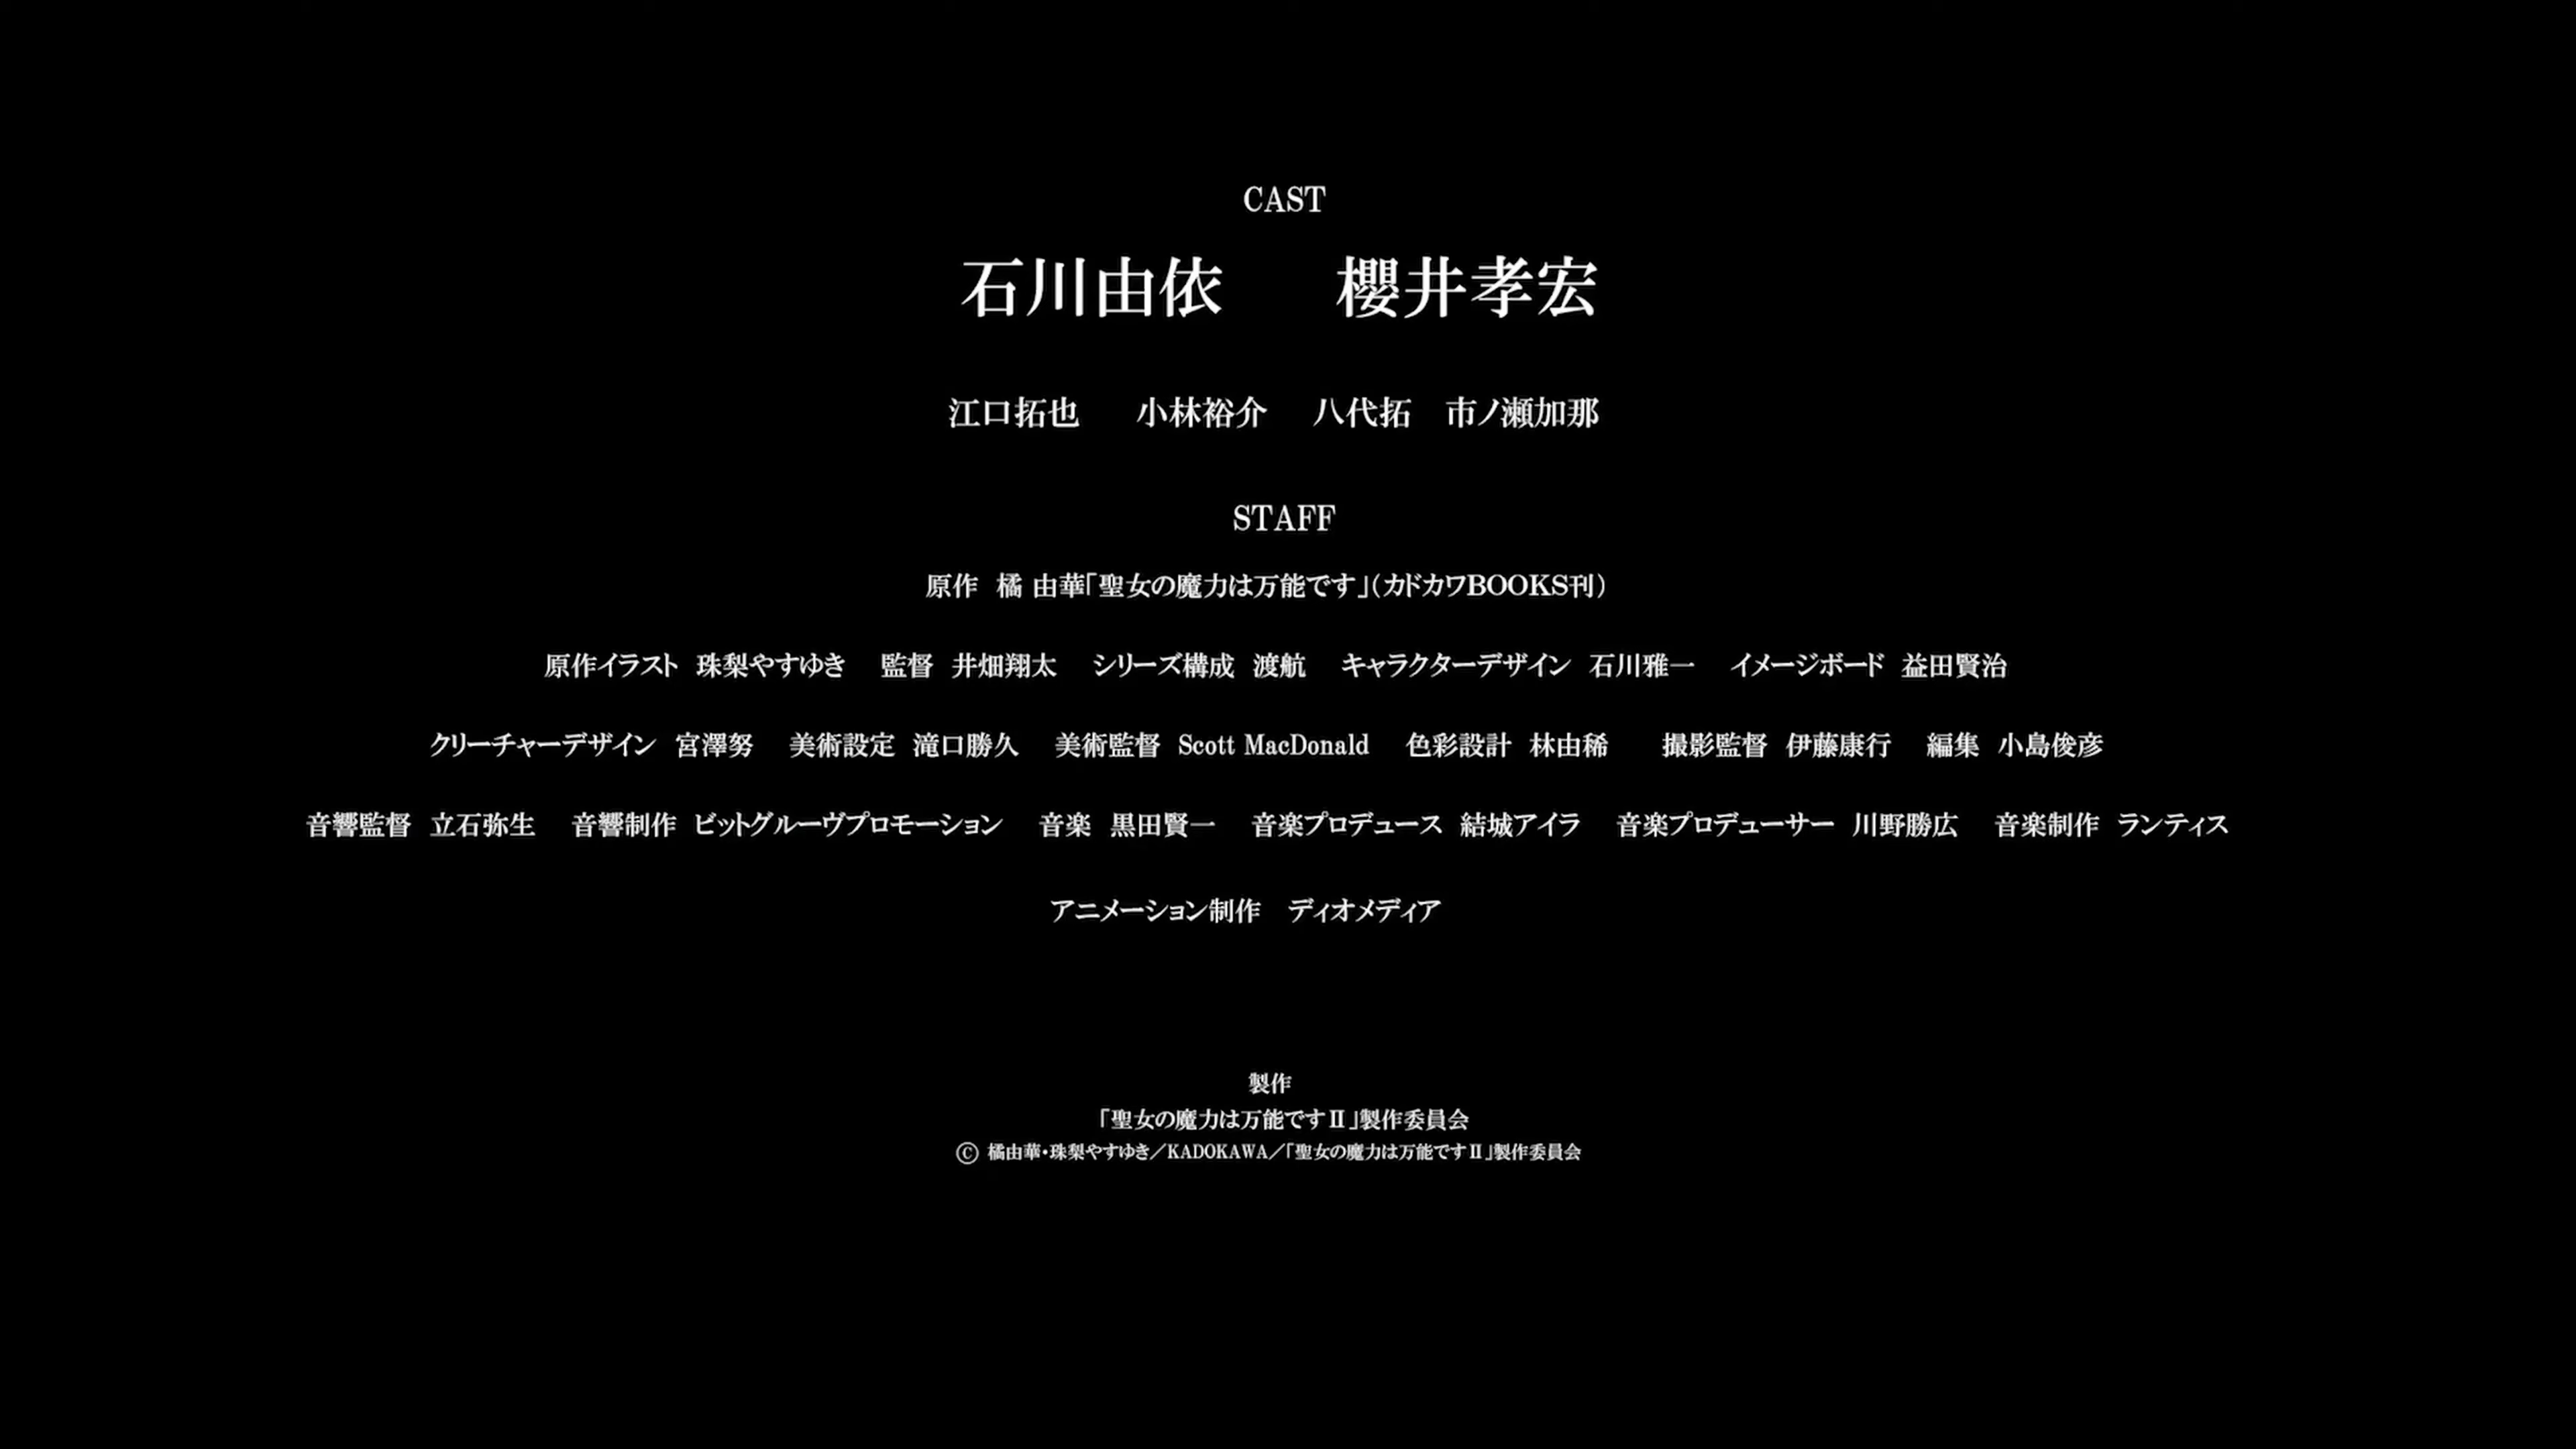 CAST
石川由依　櫻井孝宏
江口拓也　小林裕介　八代拓　市ノ瀬加那
STAFF
原作 橘 由華「聖女の魔力は万能です」（カドカワBOOKS刊）
原作イラスト 珠梨やすゆき　監督 井畑翔太　シリーズ構成 渡航　キャラクターデザイン 石川雅一　イメージボード 益田賢治
クリーチャーデザイン 宮澤努　美術設定 滝口勝久　美術監督 Scott MacDonald　色彩設計 林由稀　撮影監督 伊藤康行　編集 小島俊彦
音響監督 立石弥生　音響制作 ビットグルーヴプロモーション　音楽 黒田賢一　音楽プロデュース 結城アイラ　音楽プロデューサー 川野勝広　音楽制作 ランティス
アニメーション制作　ディオメディア
製作
「聖女の魔力は万能ですⅡ」製作委員会
Ⓒ 橘由華・珠梨やすゆき／KADOKAWA／「聖女の魔力は万能ですⅡ」製作委員会